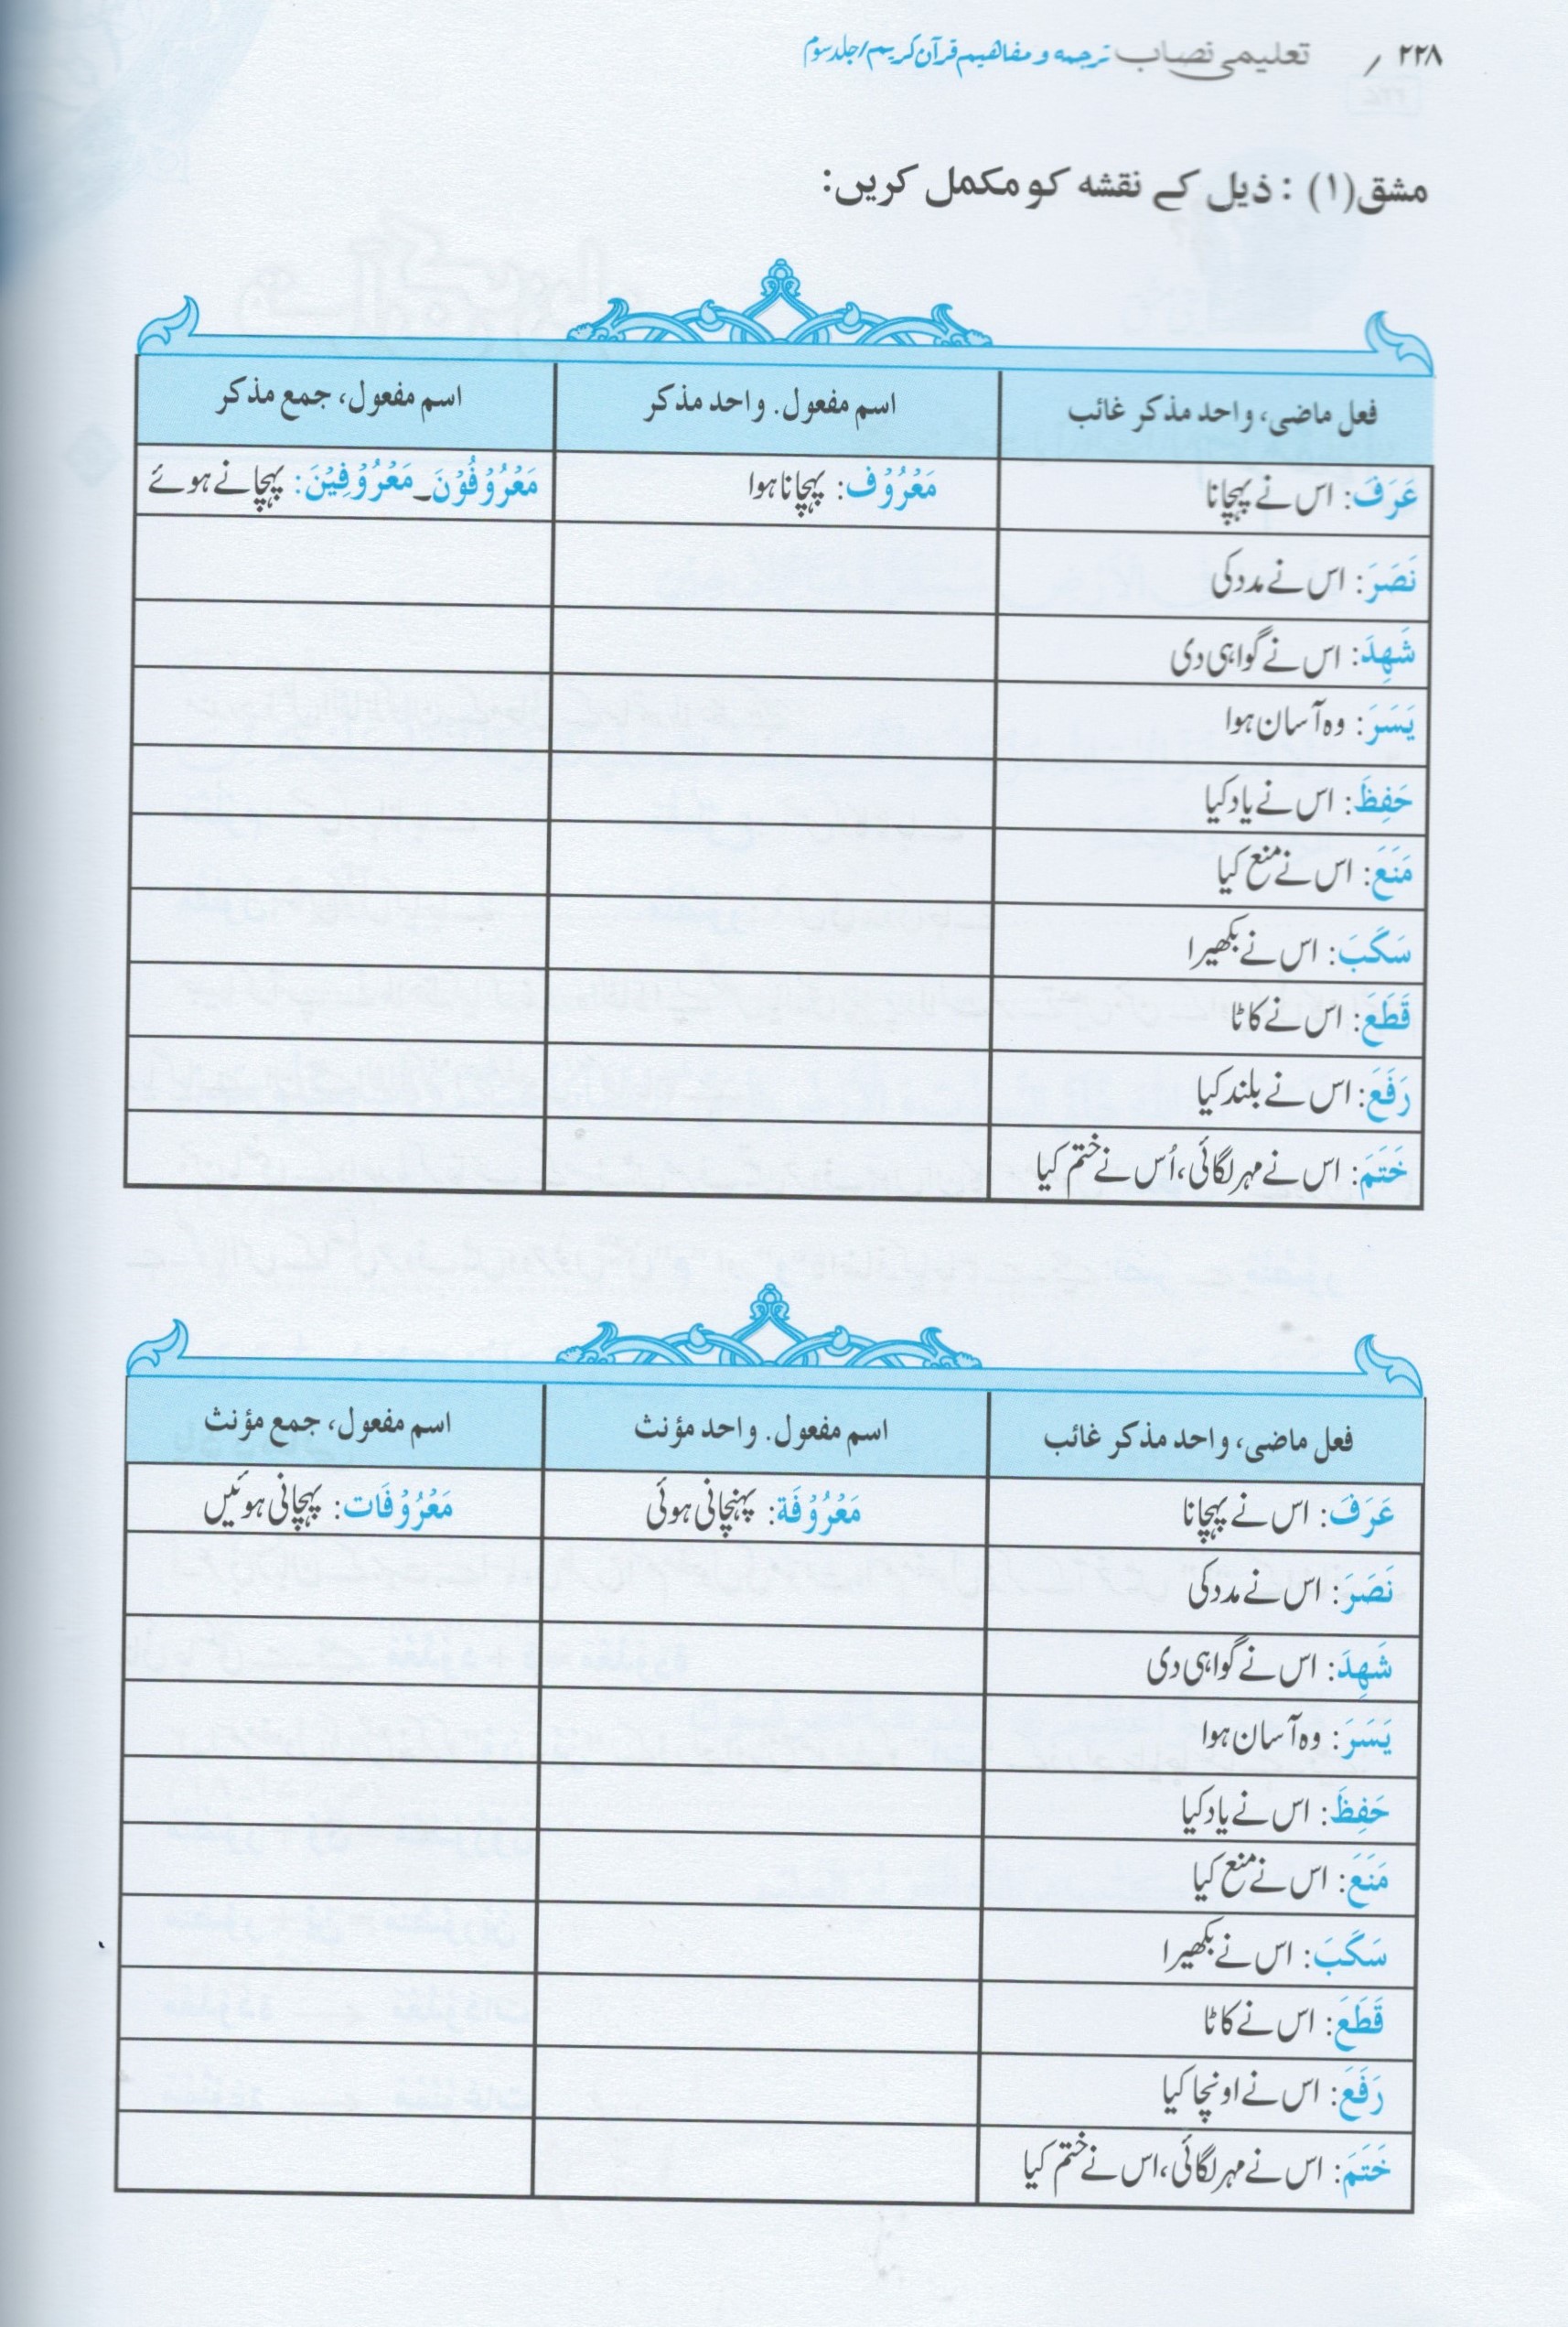 ۲۲۸ / تعلیمی نصاب ترجمه و مفاهیم قرآن کریم/جلد سوم
مشق(۱) : ذیل کے نقشہ کو مکمل کریں:
فعل ماضی، واحد مذکر غائب	اسم مفعول. واحد مذکر	اسم مفعول، جمع مذکر
عَرَفَ: اس نے پہچانا	مَعْرُوْف: پہچانا ہوا	مَعْرُوْفُوْنَ۔مَعْرُوْفِیْنَ: پہچانے ہوئے
نَصَرَ: اس نے مدد کی
شَهِدَ: اس نے گواہی دی
یَسَرَ: وہ آسان ہوا
حَفِظَ: اس نے یاد کیا
مَنَعَ: اس نے منع کیا
سَکَبَ: اس نے بکھیرا
قَطَعَ: اس نے کاٹا
رَفَعَ: اس نے بلند کیا
خَتَمَ: اس نے مہر لگائی، اُس نے ختم کیا
فعل ماضی، واحد مذکر غائب	اسم مفعول. واحد مؤنث	اسم مفعول، جمع مؤنث
عَرَفَ: اس نے پہچانا	مَعْرُوْفَة: پہنچانی ہوئی	مَعْرُوْفَات: پہچانی ہوئیں
نَصَرَ: اس نے مدد کی
شَهِدَ: اس نے گواہی دی
یَسَرَ: وہ آسان ہوا
حَفِظَ: اس نے یاد کیا
مَنَعَ: اس نے منع کیا
سَکَبَ: اس نے بکھیرا
قَطَعَ: اس نے کاٹا
رَفَعَ: اس نے اونچا کیا
خَتَمَ: اس نے مہر لگائی، اس نے ختم کیا